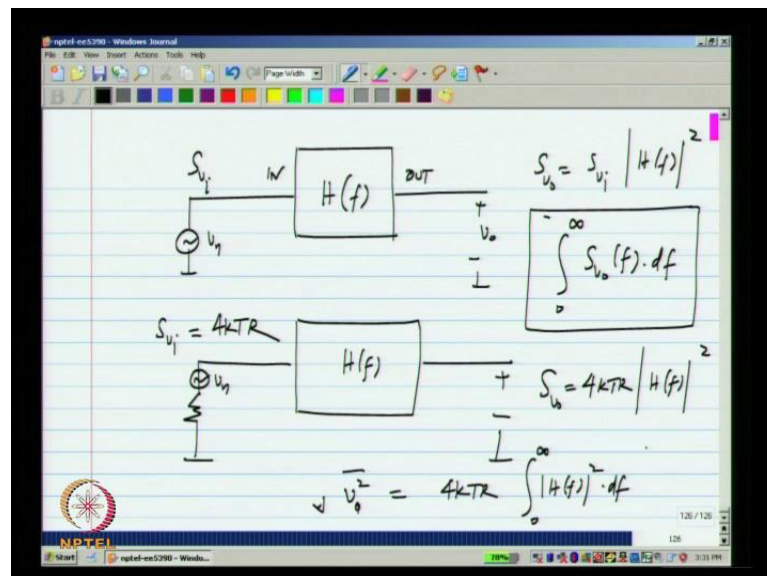 nptel-ee5390 - Windows Journal
File Edit View Insert Actions Tools Help
Page Width
B I
S_{v_i} IN H(f) OUT
v_n
+ v_o -
S_{v_o} = S_{v_i} |H(f)|^2
∫_0^∞ S_{v_o}(f) . df
S_{v_i} = 4kTR
v_n H(f)
+ -
S_{v_o} = 4kTR |H(f)|^2
\overline{v_o^2} = 4kTR ∫_0^∞ |H(f)|^2 . df
126 / 126
126
NPTEL
Start nptel-ee5390 - Windo...
78% 3:31 PM